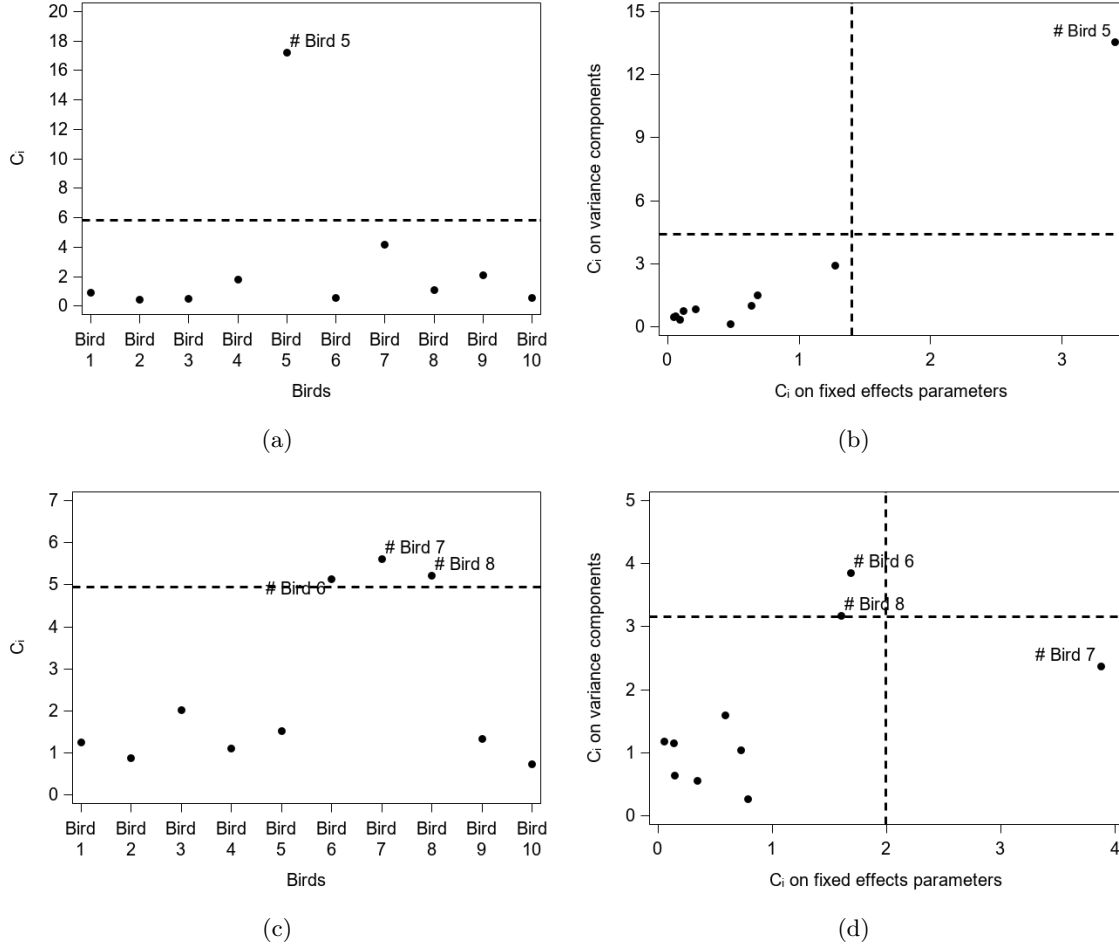 20
18
16
14
12
10
8
6
4
2
0
Cᵢ
# Bird 5
Bird 1
Bird 2
Bird 3
Bird 4
Bird 5
Bird 6
Bird 7
Bird 8
Bird 9
Bird 10
Birds
(a)
15
12
9
6
3
0
Cᵢ on variance components
# Bird 5
0 1 2 3
Cᵢ on fixed effects parameters
(b)
7
6
5
4
3
2
1
0
Cᵢ
# Bird 7
# Bird 8
# Bird 6
Bird 1
Bird 2
Bird 3
Bird 4
Bird 5
Bird 6
Bird 7
Bird 8
Bird 9
Bird 10
Birds
(c)
5
4
3
2
1
0
Cᵢ on variance components
# Bird 6
# Bird 8
# Bird 7
0 1 2 3 4
Cᵢ on fixed effects parameters
(d)